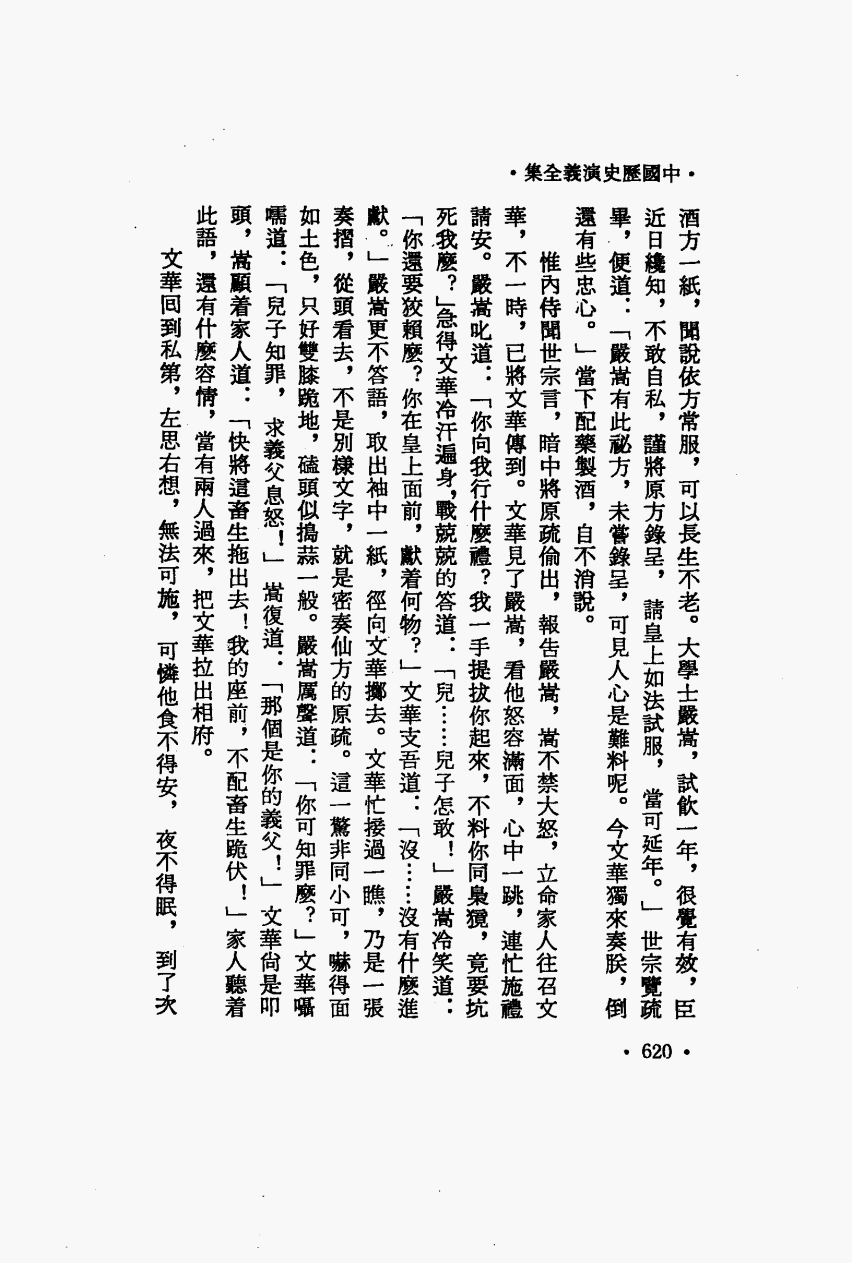 •中國歷史演義全集•
酒方一紙，聞說依方常服，可以長生不老。大學士嚴嵩，試飲一年，很覺有效，臣
近日纔知，不敢自私，謹將原方錄呈，請皇上如法試服，當可延年。」世宗覽疏
畢，便道：「嚴嵩有此祕方，未嘗錄呈，可見人心是難料呢。今文華獨來奏朕，倒
還有些忠心。」當下配藥製酒，自不消說。
惟內侍聞世宗言，暗中將原疏偷出，報告嚴嵩，嵩不禁大怒，立命家人往召文
華，不一時，已將文華傳到。文華見了嚴嵩，看他怒容滿面，心中一跳，連忙施禮
請安。嚴嵩叱道：「你向我行什麼禮？我一手提拔你起來，不料你同梟獍，竟要坑
死我麼？」急得文華冷汗遍身，戰兢兢的答道：「兒……兒子怎敢！」嚴嵩冷笑道：
「你還要狡賴麼？你在皇上面前，獻着何物？」文華支吾道：「沒……沒有什麼進
獻。」嚴嵩更不答語，取出袖中一紙，徑向文華擲去。文華忙接過一瞧，乃是一張
奏摺，從頭看去，不是別樣文字，就是密奏仙方的原疏。這一驚非同小可，嚇得面
如土色，只好雙膝跪地，磕頭似搗蒜一般。嚴嵩厲聲道：「你可知罪麼？」文華囁
嚅道：「兒子知罪，求義父息怒！」嵩復道：「那個是你的義父！」文華尙是叩
頭，嵩顧着家人道：「快將這畜生拖出去！我的座前，不配畜生跪伏！」家人聽着
此語，還有什麼容情，當有兩人過來，把文華拉出相府。
文華回到私第，左思右想，無法可施，可憐他食不得安，夜不得眠，到了次
•620•